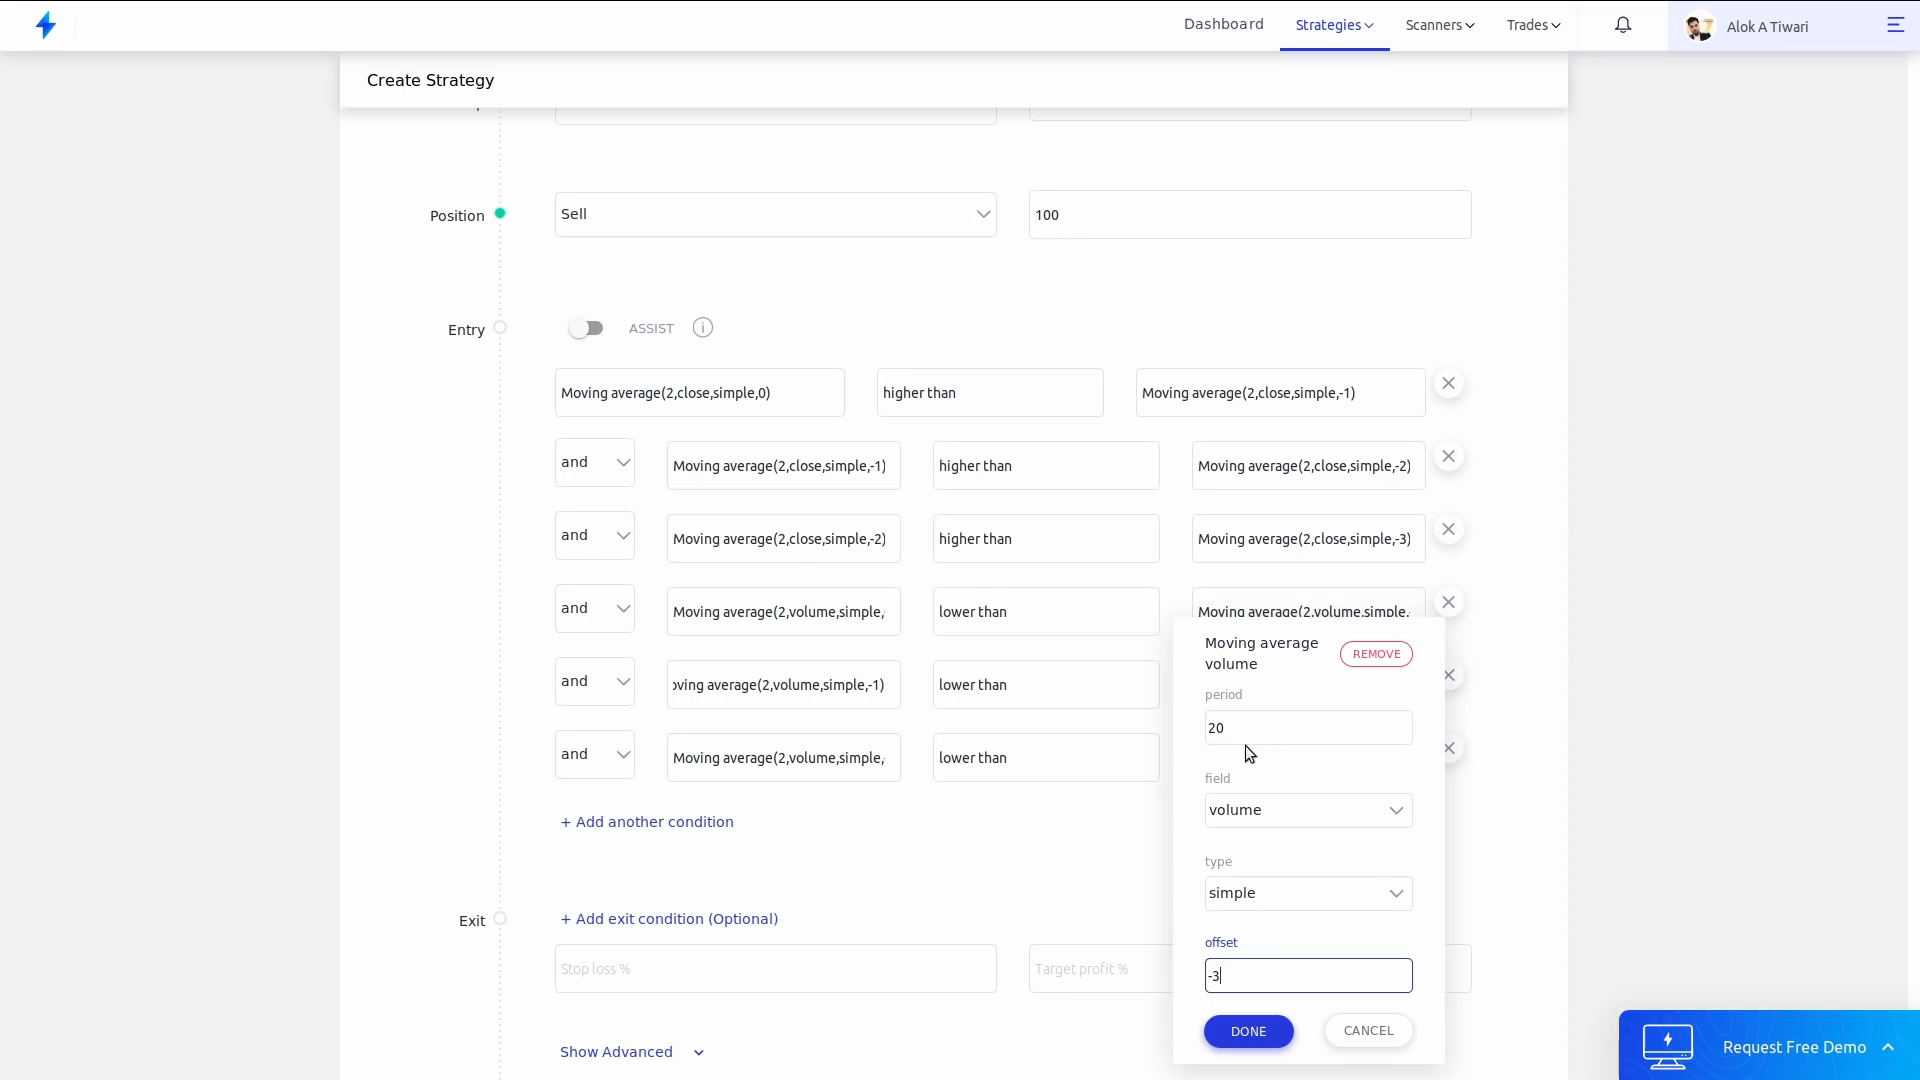 Dashboard Strategies Scanners Trades Alok A Tiwari
Create Strategy
Position Sell 100
Entry ASSIST i
Moving average(2,close,simple,0) higher than Moving average(2,close,simple,-1)
and Moving average(2,close,simple,-1) higher than Moving average(2,close,simple,-2)
and Moving average(2,close,simple,-2) higher than Moving average(2,close,simple,-3)
and Moving average(2,volume,simple, lower than Moving average(2,volume,simple,
and oving average(2,volume,simple,-1) lower than
and Moving average(2,volume,simple, lower than
+ Add another condition
Moving average
volume
REMOVE
period
20
field
volume
type
simple
offset
-3
DONE CANCEL
Exit + Add exit condition (Optional)
Stop loss % Target profit %
Show Advanced
Request Free Demo